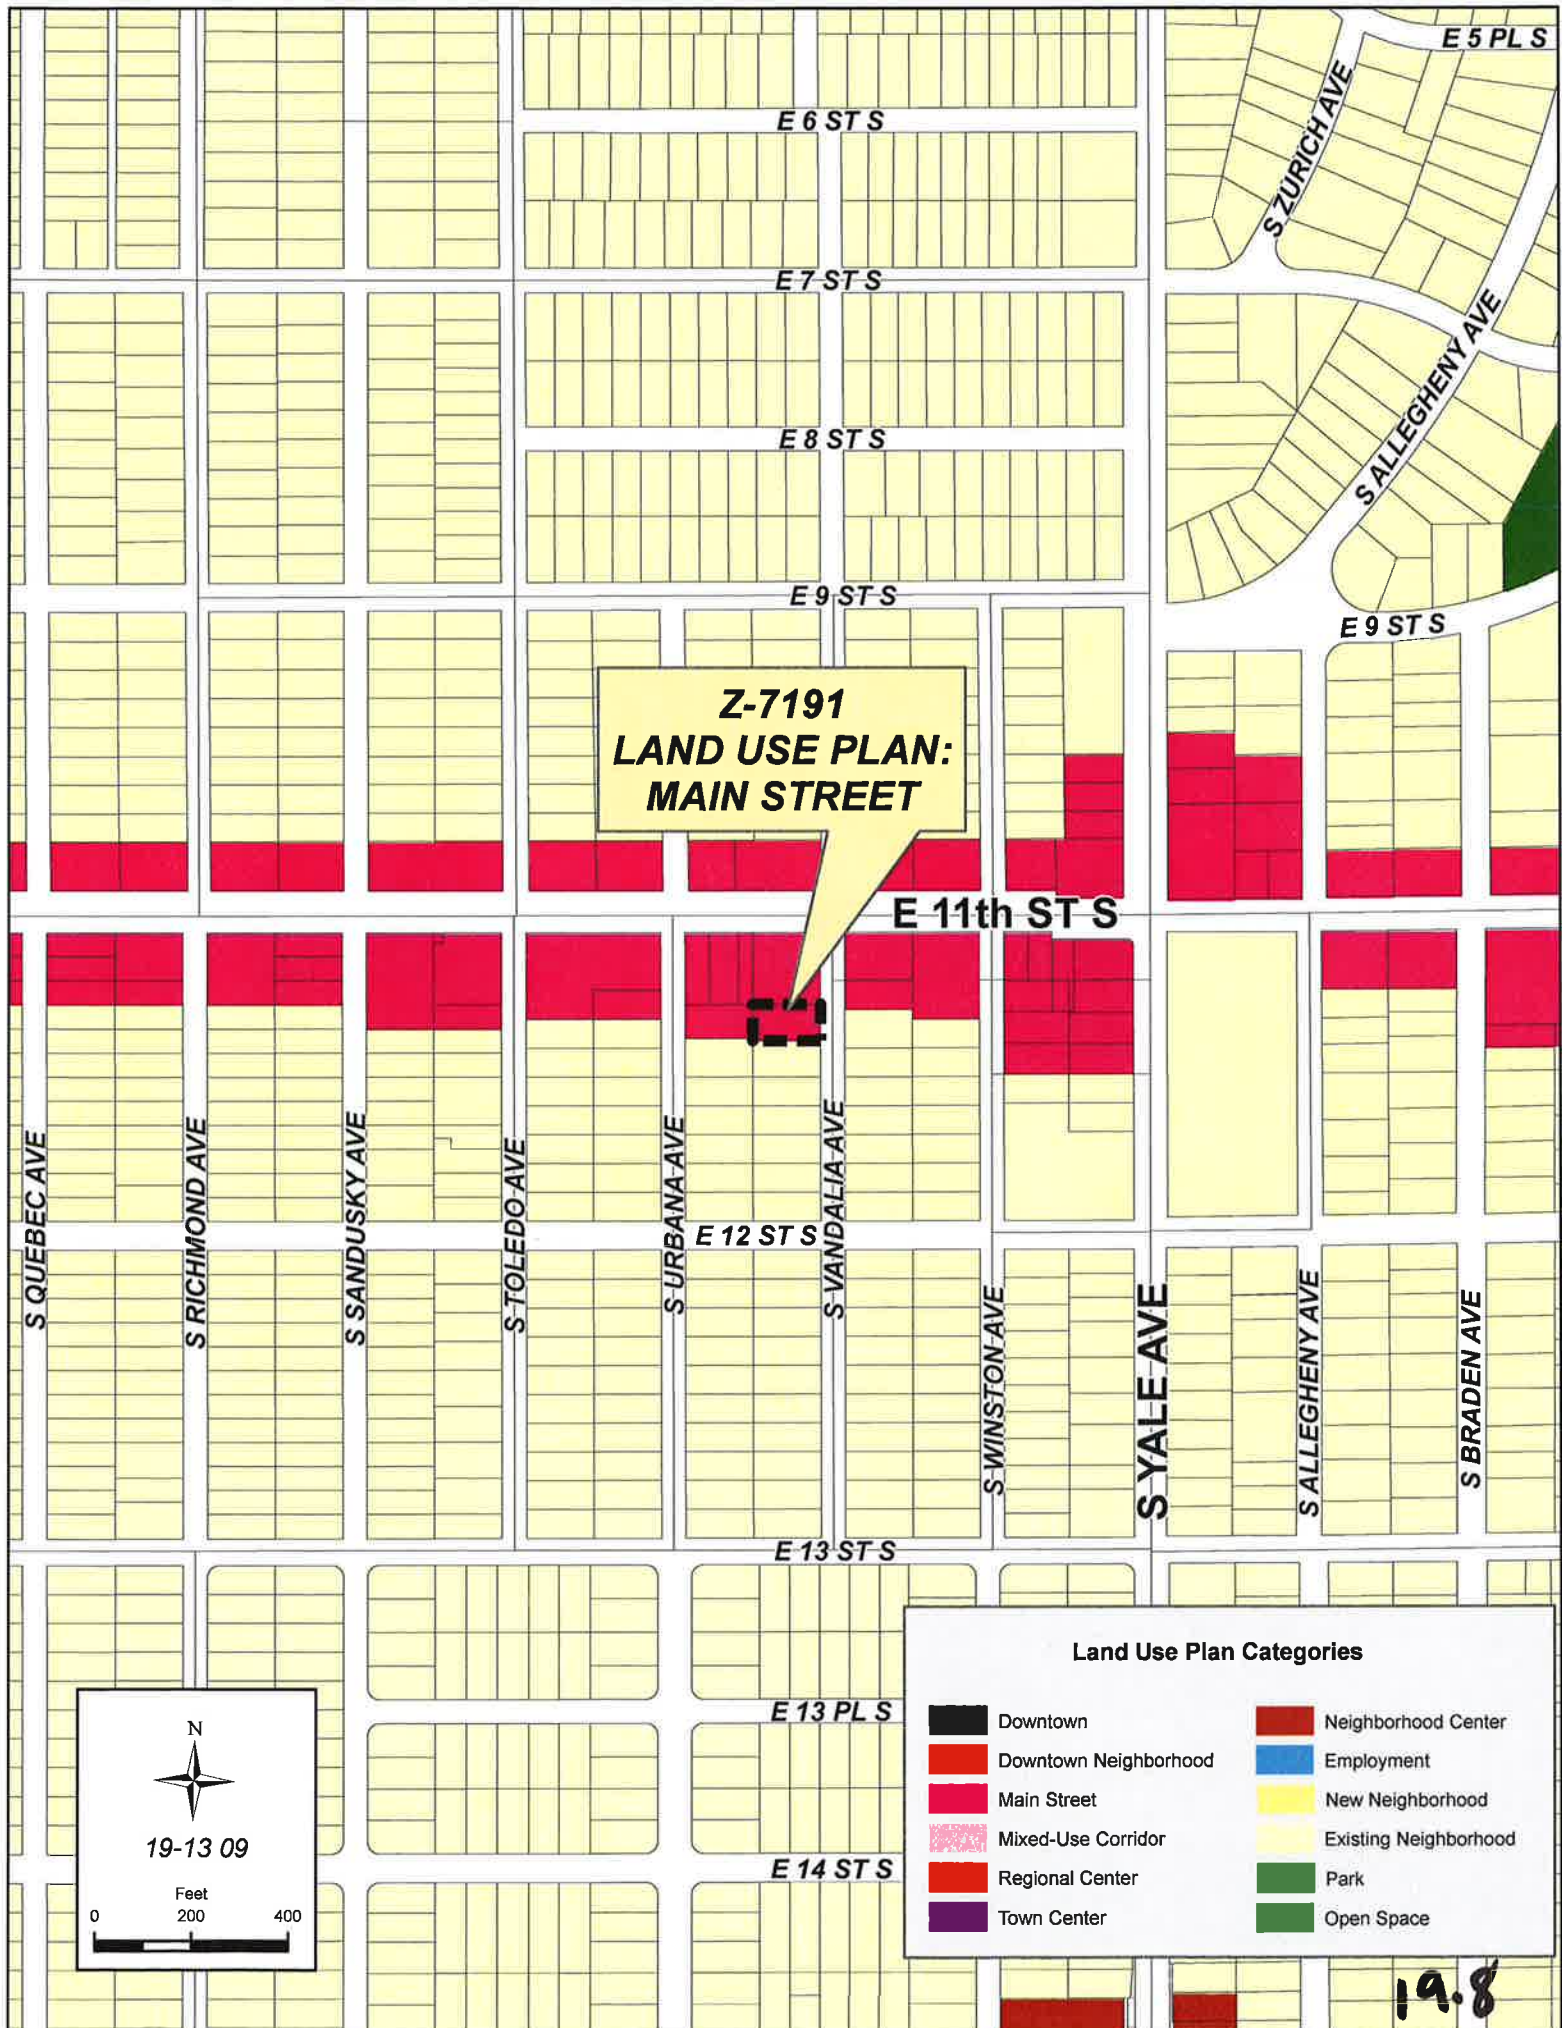 E 5 PL S
E 6 ST S
S ZURICH AVE
E 7 ST S
S ALLEGHENY AVE
E 8 ST S
E 9 ST S
E 9 ST S
Z-7191
LAND USE PLAN:
MAIN STREET
E 11th ST S
S QUEBEC AVE
S RICHMOND AVE
S SANDUSKY AVE
S TOLEDO AVE
S URBANA AVE
S VANDALIA AVE
E 12 ST S
S WINSTON AVE
S YALE AVE
S ALLEGHENY AVE
S BRADEN AVE
E 13 ST S
E 13 PL S
E 14 ST S
N
19-13 09
Feet
0 200 400
Land Use Plan Categories
Downtown
Downtown Neighborhood
Main Street
Mixed-Use Corridor
Regional Center
Town Center
Neighborhood Center
Employment
New Neighborhood
Existing Neighborhood
Park
Open Space
19.8